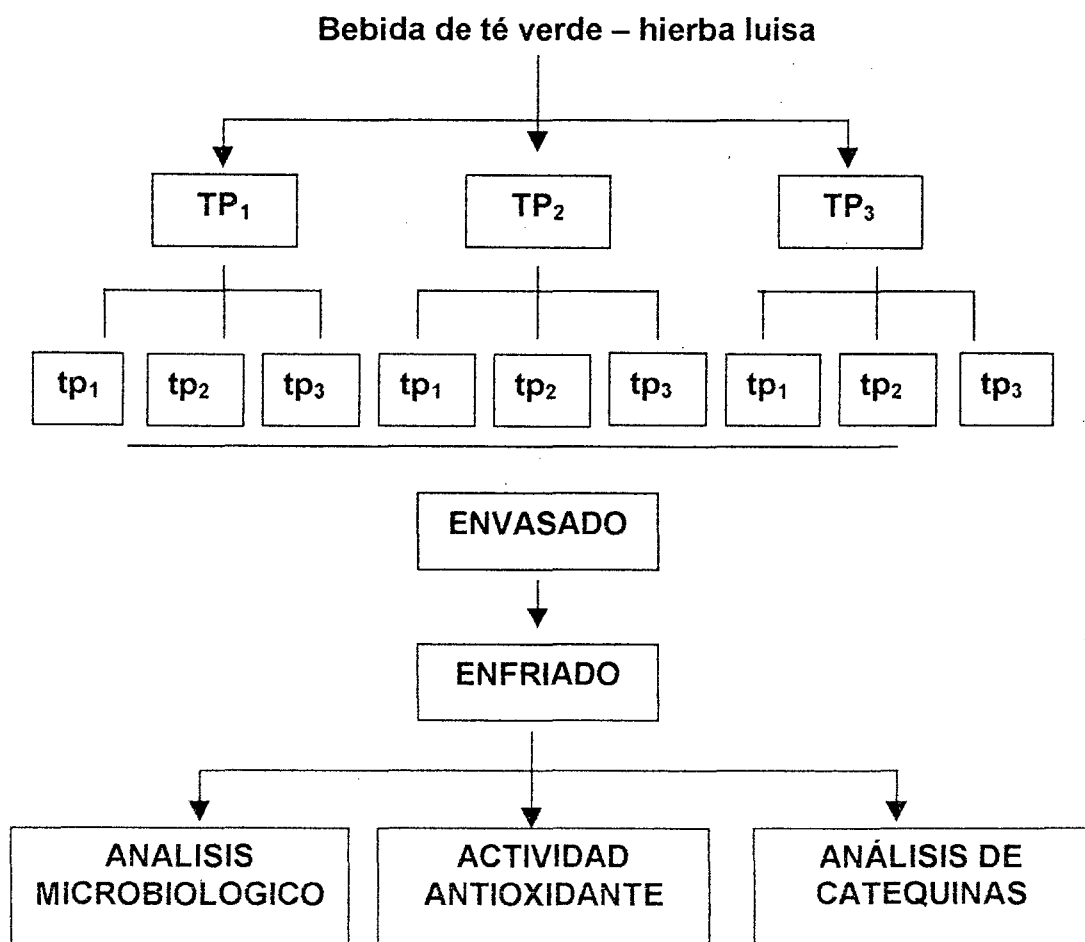 Bebida de té verde – hierba luisa
TP₁ TP₂ TP₃
tp₁ tp₂ tp₃ tp₁ tp₂ tp₃ tp₁ tp₂ tp₃
ENVASADO
ENFRIADO
ANALISIS
MICROBIOLOGICO
ACTIVIDAD
ANTIOXIDANTE
ANÁLISIS DE
CATEQUINAS